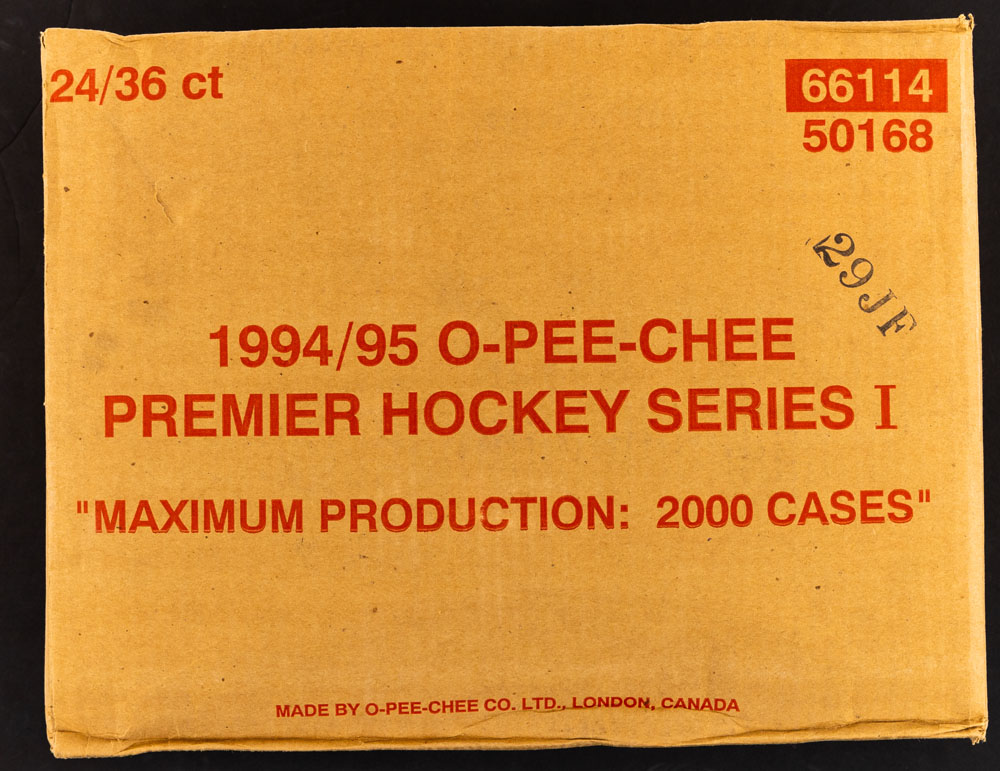 24/36 ct
66114
50168
29JF
1994/95 O-PEE-CHEE
PREMIER HOCKEY SERIES I
"MAXIMUM PRODUCTION: 2000 CASES"
MADE BY O-PEE-CHEE CO. LTD., LONDON, CANADA